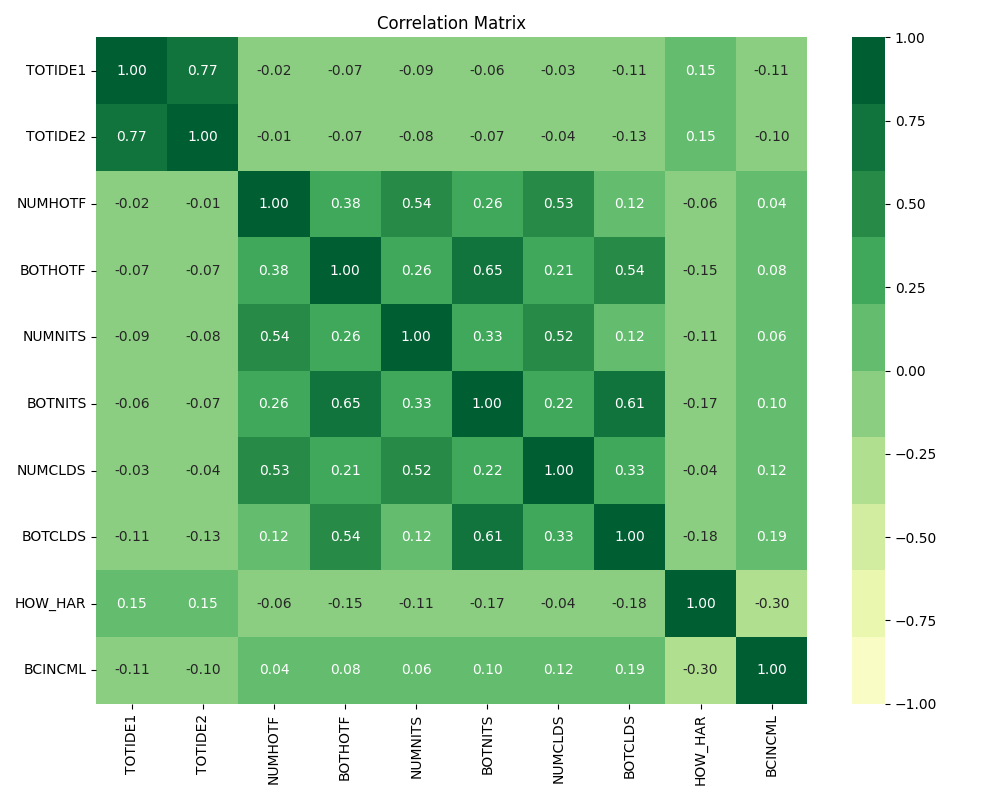 Correlation Matrix
TOTIDE1 1.00 0.77 -0.02 -0.07 -0.09 -0.06 -0.03 -0.11 0.15 -0.11
TOTIDE2 0.77 1.00 -0.01 -0.07 -0.08 -0.07 -0.04 -0.13 0.15 -0.10
NUMHOTF -0.02 -0.01 1.00 0.38 0.54 0.26 0.53 0.12 -0.06 0.04
BOTHOTF -0.07 -0.07 0.38 1.00 0.26 0.65 0.21 0.54 -0.15 0.08
NUMNITS -0.09 -0.08 0.54 0.26 1.00 0.33 0.52 0.12 -0.11 0.06
BOTNITS -0.06 -0.07 0.26 0.65 0.33 1.00 0.22 0.61 -0.17 0.10
NUMCLDS -0.03 -0.04 0.53 0.21 0.52 0.22 1.00 0.33 -0.04 0.12
BOTCLDS -0.11 -0.13 0.12 0.54 0.12 0.61 0.33 1.00 -0.18 0.19
HOW_HAR 0.15 0.15 -0.06 -0.15 -0.11 -0.17 -0.04 -0.18 1.00 -0.30
BCINCML -0.11 -0.10 0.04 0.08 0.06 0.10 0.12 0.19 -0.30 1.00
TOTIDE1 TOTIDE2 NUMHOTF BOTHOTF NUMNITS BOTNITS NUMCLDS BOTCLDS HOW_HAR BCINCML
1.00
0.75
0.50
0.25
0.00
−0.25
−0.50
−0.75
−1.00